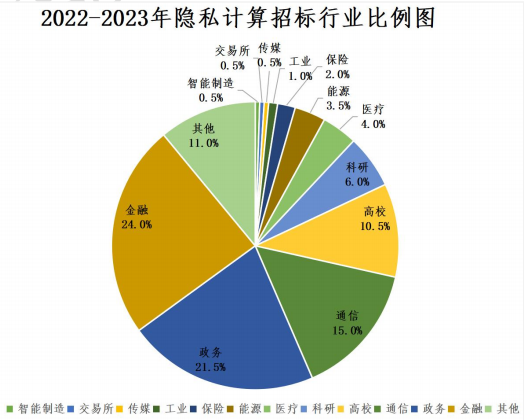 2022-2023年隐私计算招标行业比例图
智能制造
0.5%
交易所
0.5%
传媒
0.5%
工业
1.0%
保险
2.0%
能源
3.5%
医疗
4.0%
科研
6.0%
高校
10.5%
通信
15.0%
政务
21.5%
金融
24.0%
其他
11.0%
智能制造 交易所 传媒 工业 保险 能源 医疗 科研 高校 通信 政务 金融 其他